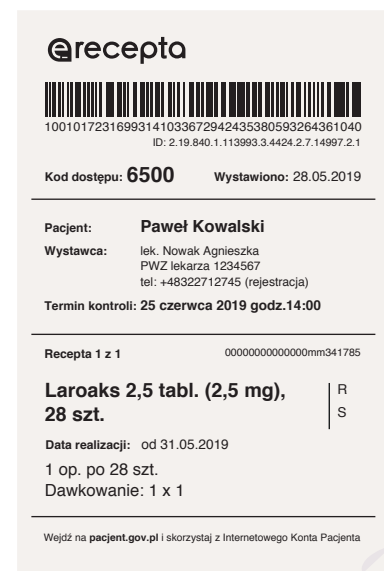 erecepta
10010172316993141033672942435380593264361040
ID: 2.19.840.1.113993.3.4424.2.7.14997.2.1
Kod dostępu: 6500 Wystawiono: 28.05.2019
Pacjent: Paweł Kowalski
Wystawca: lek. Nowak Agnieszka
PWZ lekarza 1234567
tel: +48322712745 (rejestracja)
Termin kontroli: 25 czerwca 2019 godz.14:00
Recepta 1 z 1 00000000000000mm341785
Laroaks 2,5 tabl. (2,5 mg), R
28 szt. S
Data realizacji: od 31.05.2019
1 op. po 28 szt.
Dawkowanie: 1 x 1
Wejdź na pacjent.gov.pl i skorzystaj z Internetowego Konta Pacjenta